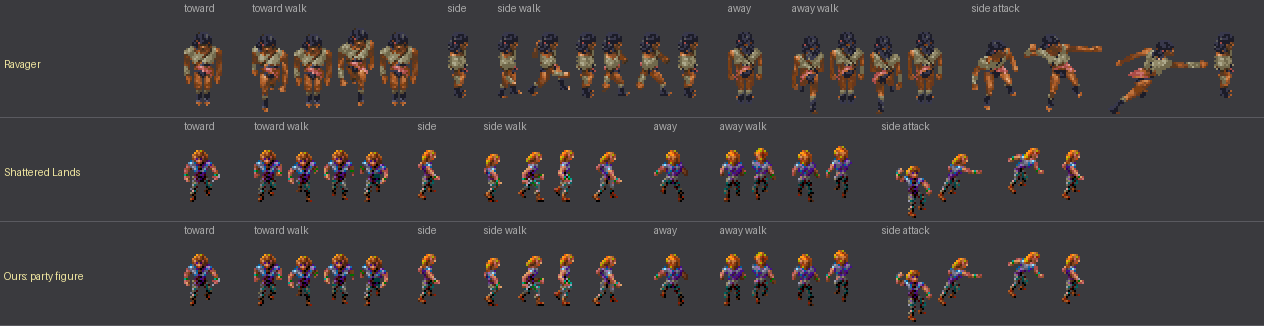 toward toward walk side side walk away away walk side attack
Ravager
toward toward walk side side walk away away walk side attack
Shattered Lands
toward toward walk side side walk away away walk side attack
Ours: party figure